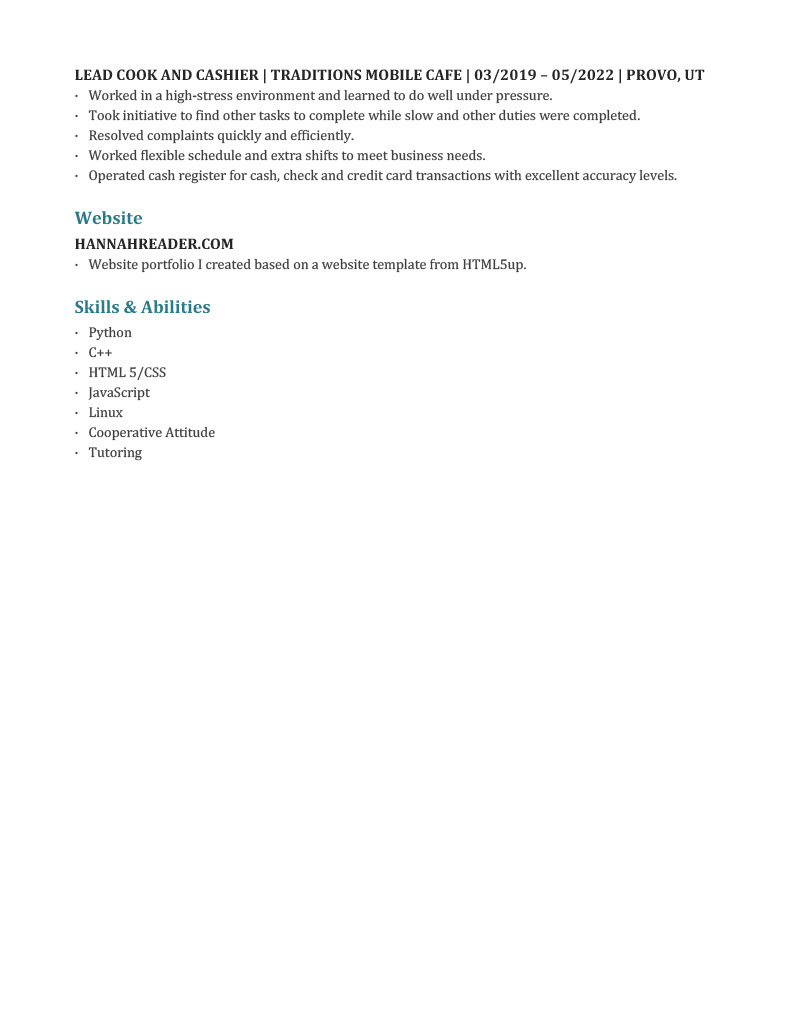 LEAD COOK AND CASHIER | TRADITIONS MOBILE CAFE | 03/2019 – 05/2022 | PROVO, UT
· Worked in a high-stress environment and learned to do well under pressure.
· Took initiative to find other tasks to complete while slow and other duties were completed.
· Resolved complaints quickly and efficiently.
· Worked flexible schedule and extra shifts to meet business needs.
· Operated cash register for cash, check and credit card transactions with excellent accuracy levels.
Website
HANNAHREADER.COM
· Website portfolio I created based on a website template from HTML5up.
Skills & Abilities
· Python
· C++
· HTML 5/CSS
· JavaScript
· Linux
· Cooperative Attitude
· Tutoring